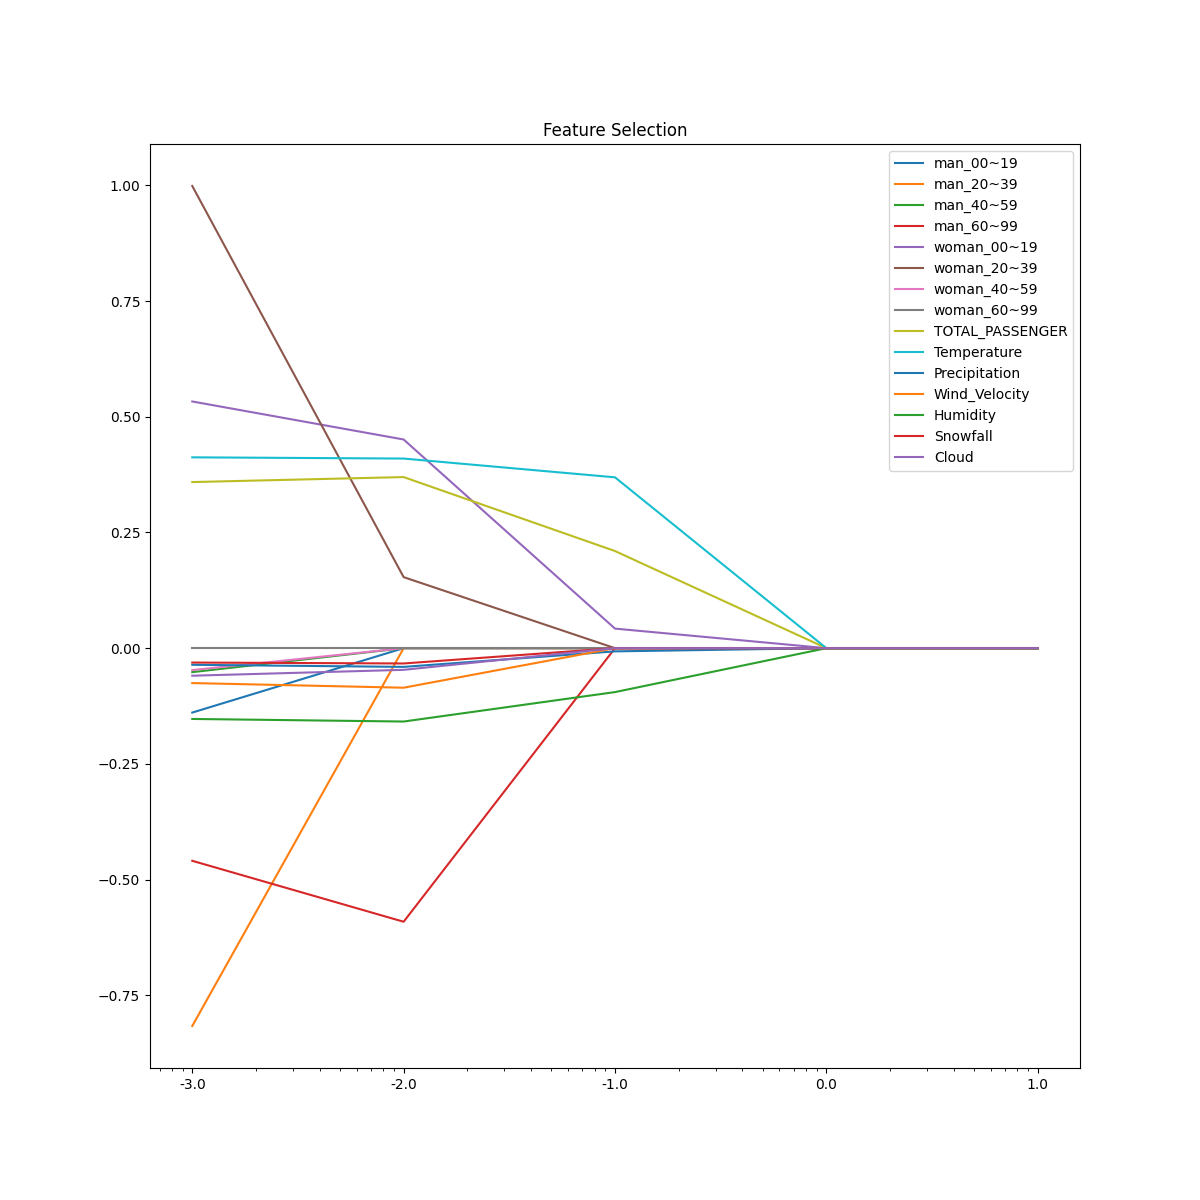 Feature Selection
1.00
0.75
0.50
0.25
0.00
−0.25
−0.50
−0.75
-3.0 -2.0 -1.0 0.0 1.0
man_00~19
man_20~39
man_40~59
man_60~99
woman_00~19
woman_20~39
woman_40~59
woman_60~99
TOTAL_PASSENGER
Temperature
Precipitation
Wind_Velocity
Humidity
Snowfall
Cloud